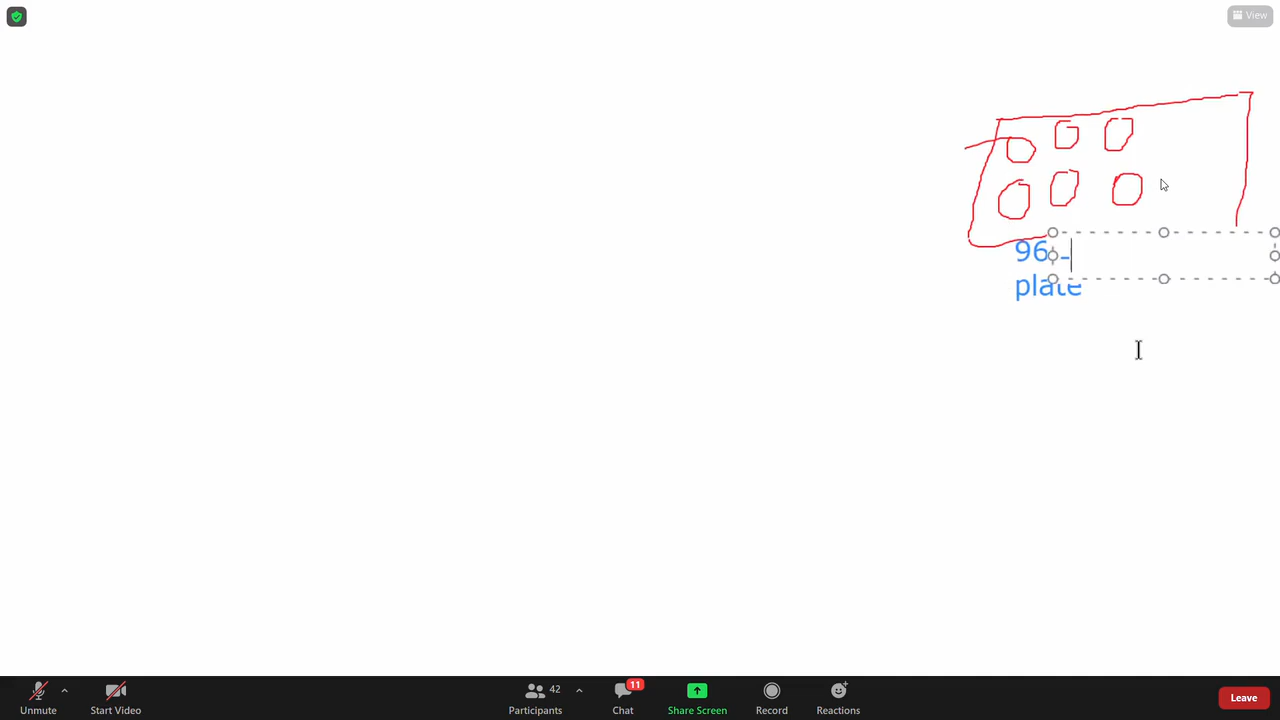 View
96 -
plate
Unmute
Start Video
Participants
42
Chat
11
Share Screen
Record
Reactions
Leave